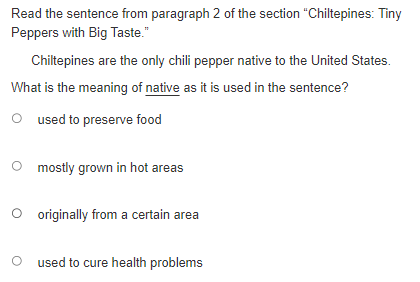 Read the sentence from paragraph 2 of the section “Chiltepines: Tiny
Peppers with Big Taste.”
Chiltepines are the only chili pepper native to the United States.
What is the meaning of native as it is used in the sentence?
used to preserve food
mostly grown in hot areas
originally from a certain area
used to cure health problems